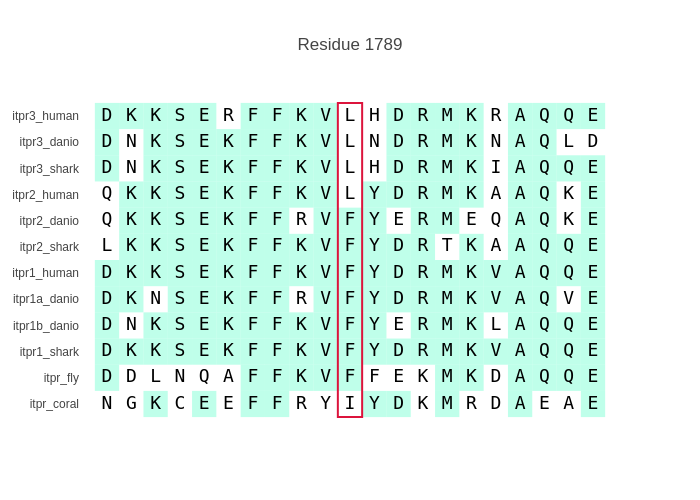 Residue 1789
itpr3_human D K K S E R F F K V L H D R M K R A Q Q E
itpr3_danio D N K S E K F F K V L N D R M K N A Q L D
itpr3_shark D N K S E K F F K V L H D R M K I A Q Q E
itpr2_human Q K K S E K F F K V L Y D R M K A A Q K E
itpr2_danio Q K K S E K F F R V F Y E R M E Q A Q K E
itpr2_shark L K K S E K F F K V F Y D R T K A A Q Q E
itpr1_human D K K S E K F F K V F Y D R M K V A Q Q E
itpr1a_danio D K N S E K F F R V F Y D R M K V A Q V E
itpr1b_danio D N K S E K F F K V F Y E R M K L A Q Q E
itpr1_shark D K K S E K F F K V F Y D R M K V A Q Q E
itpr_fly D D L N Q A F F K V F F E K M K D A Q Q E
itpr_coral N G K C E E F F R Y I Y D K M R D A E A E